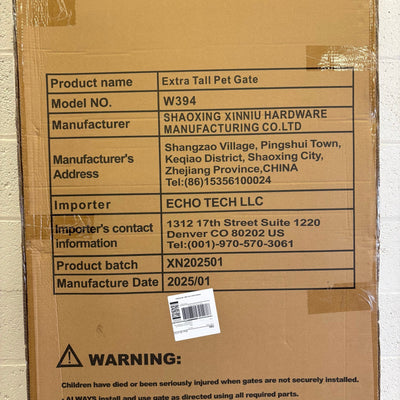 Product name Extra Tall Pet Gate
Model NO. W394
Manufacturer SHAOXING XINNIU HARDWARE
MANUFACTURING CO.LTD
Manufacturer's
Address
Shangzao Village, Pingshui Town,
Keqiao District, Shaoxing City,
Zhejiang Province,CHINA
Tel:(86)15356100024
Importer ECHO TECH LLC
Importer's contact
information
1312 17th Street Suite 1220
Denver CO 80202 US
Tel:(001)-970-570-3061
Product batch XN202501
Manufacture Date 2025/01
WARNING:
Children have died or been seriously injured when gates are not securely installed.
• ALWAYS install and use gate as directed using all required parts.